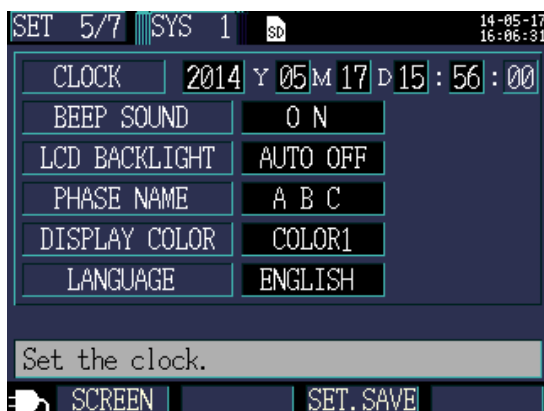 SET 5/7 SYS 1 SD 14-05-17
16:06:31
CLOCK 2014 Y 05 M 17 D 15 : 56 : 00
BEEP SOUND ON
LCD BACKLIGHT AUTO OFF
PHASE NAME A B C
DISPLAY COLOR COLOR1
LANGUAGE ENGLISH
Set the clock.
SCREEN SET.SAVE